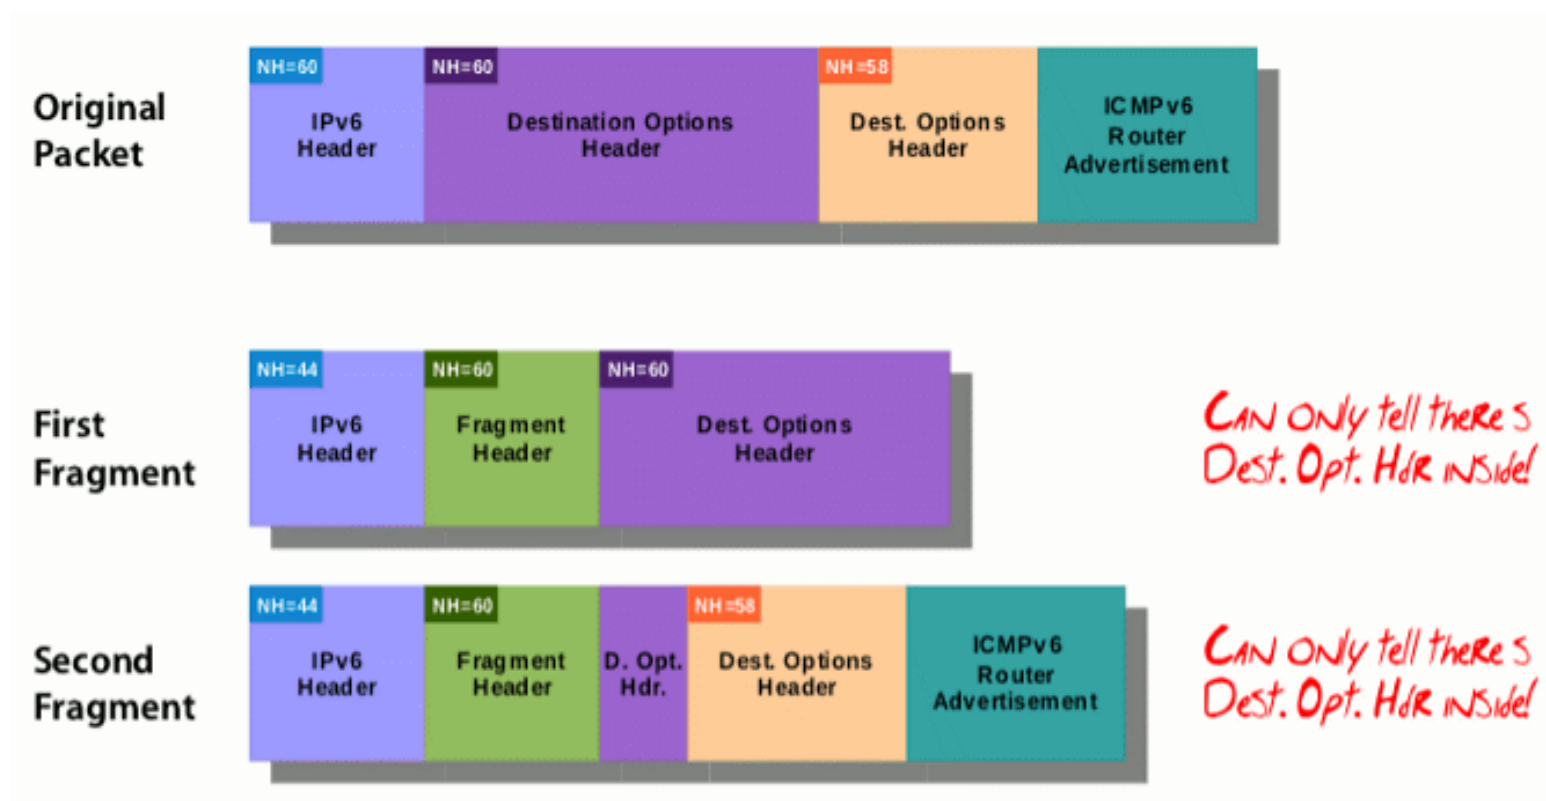 Original
Packet
NH=60
IPv6
Header
NH=60
Destination Options
Header
NH=58
Dest. Options
Header
ICMPv6
Router
Advertisement
First
Fragment
NH=44
IPv6
Header
NH=60
Fragment
Header
NH=60
Dest. Options
Header
CAN ONLY tell there s
Dest. Opt. HdR INSIde!
Second
Fragment
NH=44
IPv6
Header
NH=60
Fragment
Header
D. Opt.
Hdr.
NH=58
Dest. Options
Header
ICMPv6
Router
Advertisement
CAN ONLY tell there s
Dest. Opt. HdR INSIde!